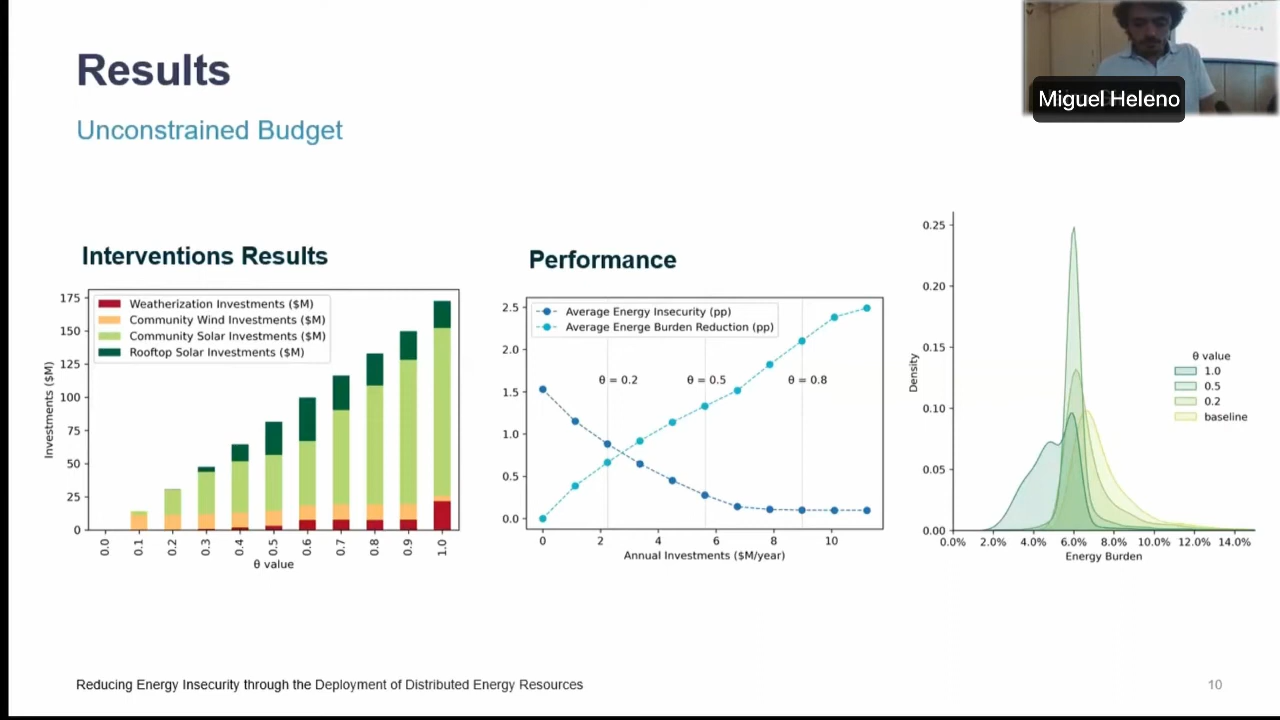 Results
Miguel Heleno
Unconstrained Budget
Interventions Results
Weatherization Investments ($M)
Community Wind Investments ($M)
Community Solar Investments ($M)
Rooftop Solar Investments ($M)
Investments ($M)
175
150
125
100
75
50
25
0
0.0
0.1
0.2
0.3
0.4
0.5
0.6
0.7
0.8
0.9
1.0
θ value
Performance
Average Energy Insecurity (pp)
Average Energe Burden Reduction (pp)
2.5
2.0
1.5
1.0
0.5
0.0
θ = 0.2
θ = 0.5
θ = 0.8
0
2
4
6
8
10
Annual Investments ($M/year)
Density
0.25
0.20
0.15
0.10
0.05
0.00
θ value
1.0
0.5
0.2
baseline
0.0%
2.0%
4.0%
6.0%
8.0%
10.0%
12.0%
14.0%
Energy Burden
Reducing Energy Insecurity through the Deployment of Distributed Energy Resources
10